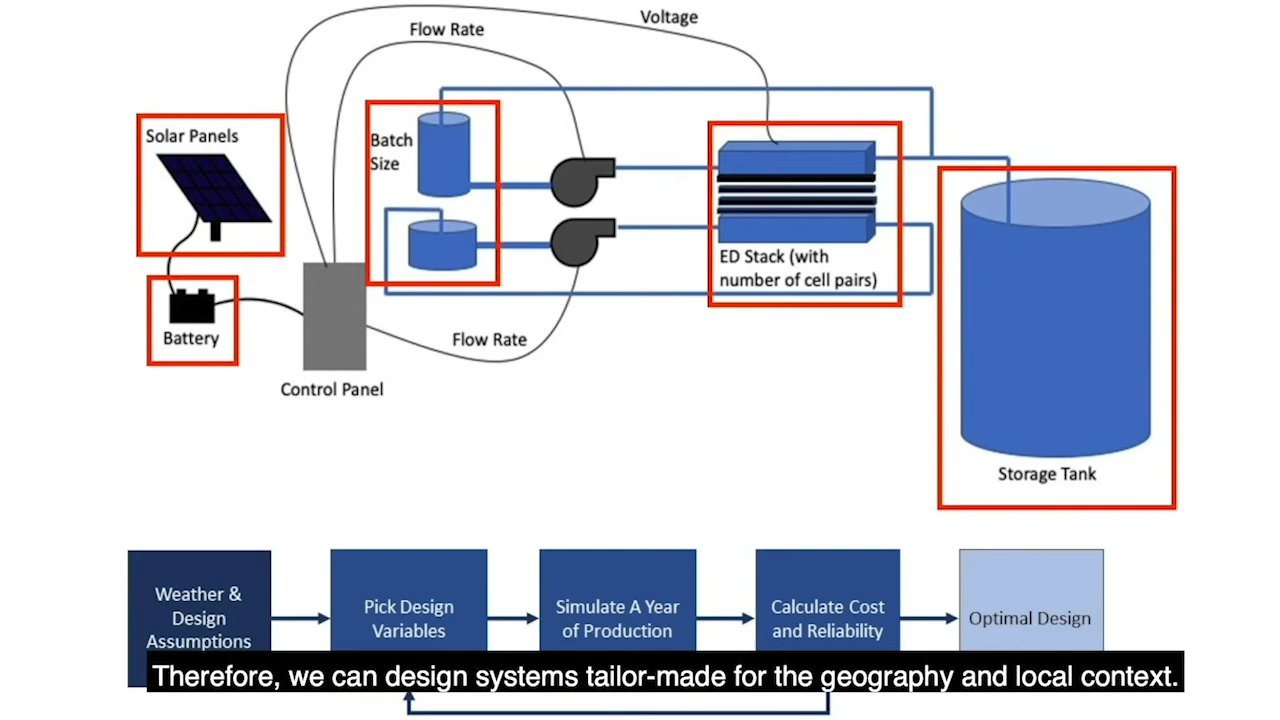 Voltage
Flow Rate
Solar Panels
Batch
Size
ED Stack (with
number of cell pairs)
Battery
Flow Rate
Control Panel
Storage Tank
Weather &
Design
Assumptions
Pick Design
Variables
Simulate A Year
of Production
Calculate Cost
and Reliability
Optimal Design
Therefore, we can design systems tailor-made for the geography and local context.